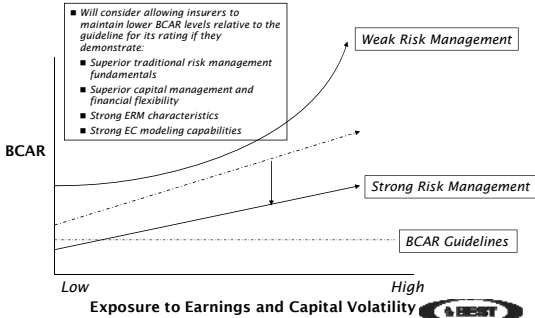 ■ Will consider allowing insurers to
maintain lower BCAR levels relative to the
guideline for its rating if they
demonstrate:
■ Superior traditional risk management
fundamentals
■ Superior capital management and
financial flexibility
■ Strong ERM characteristics
■ Strong EC modeling capabilities
Weak Risk Management
BCAR
Strong Risk Management
BCAR Guidelines
Low
High
Exposure to Earnings and Capital Volatility
BEST